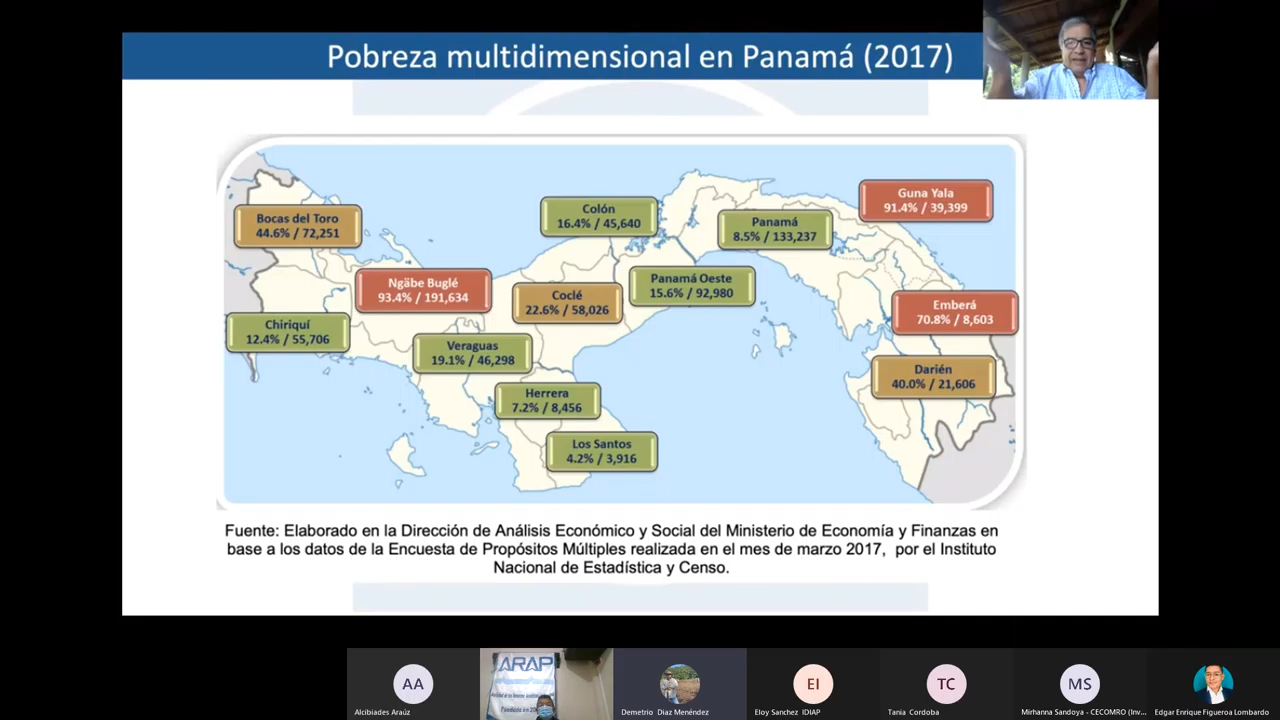 Pobreza multidimensional en Panamá (2017)
Guna Yala
91.4% / 39,399
Bocas del Toro
44.6% / 72,251
Colón
16.4% / 45,640
Panamá
8.5% / 133,237
Ngäbe Buglé
93.4% / 191,634
Panamá Oeste
15.6% / 92,980
Coclé
22.6% / 58,026
Emberá
70.8% / 8,603
Chiriquí
12.4% / 55,706
Veraguas
19.1% / 46,298
Darién
40.0% / 21,606
Herrera
7.2% / 8,456
Los Santos
4.2% / 3,916
Fuente: Elaborado en la Dirección de Análisis Económico y Social del Ministerio de Economía y Finanzas en
base a los datos de la Encuesta de Propósitos Múltiples realizada en el mes de marzo 2017, por el Instituto
Nacional de Estadística y Censo.
AA
ARAP
EI
TC
MS
Alcibiades Araúz
Demetrio Diaz Menéndez
Eloy Sanchez IDIAP
Tania Cordoba
Mirhanna Sandoya - CECOMRO (Inv...
Edgar Enrique Figueroa Lombardo